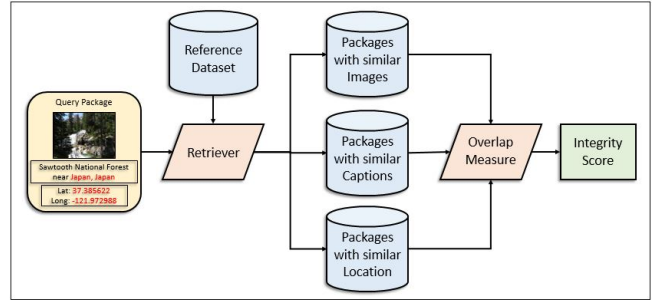 Reference
Dataset
Query Package
Sawtooth National Forest
near Japan, Japan
Lat: 37.385622
Long: -121.972988
Retriever
Packages
with similar
Images
Packages
with similar
Captions
Packages
with similar
Location
Overlap
Measure
Integrity
Score